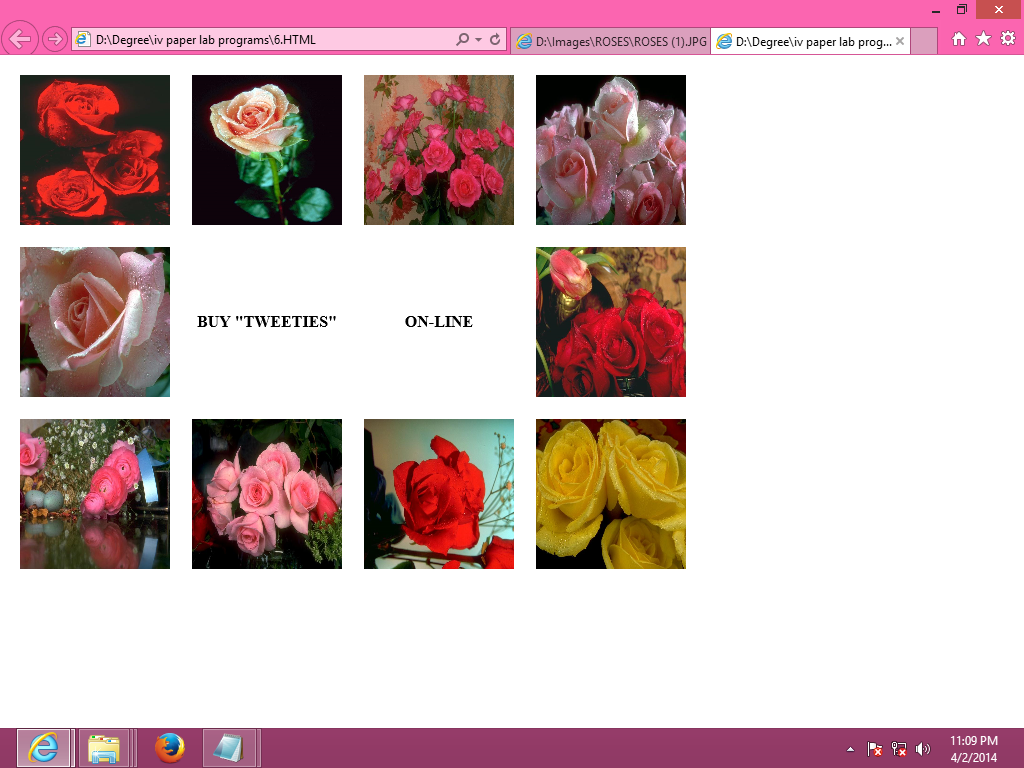 D:\Degree\iv paper lab programs\6.HTML
D:\Images\ROSES\ROSES (1).JPG
D:\Degree\iv paper lab prog...
BUY "TWEETIES" ON-LINE
11:09 PM
4/2/2014